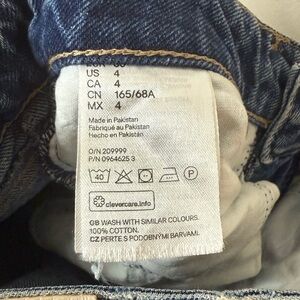 US 4
CA 4
CN 165/68A
MX 4
Made in Pakistan
Fabriqué au Pakistan
Hecho en Pakistán
O/N 209999
P/N 0964625 3
40
P
clevercare.info
GB WASH WITH SIMILAR COLOURS.
100% COTTON.
CZ PERTE S PODOBNÝMI BARVAMI.